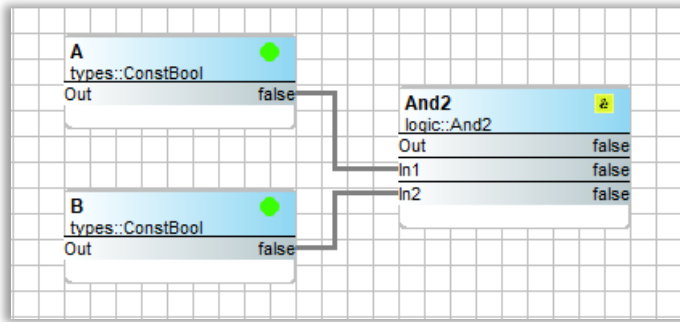 A
types::ConstBool
Out false
And2
logic::And2
Out false
In1 false
In2 false
B
types::ConstBool
Out false